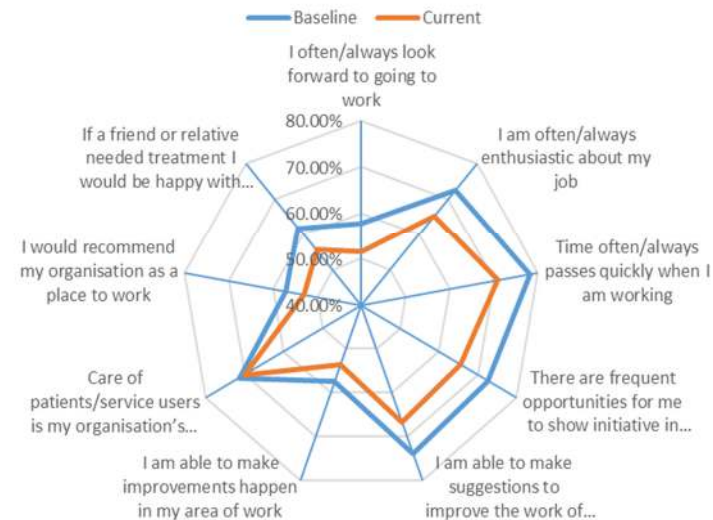 Baseline Current
I often/always look
forward to going to
work
80.00%
70.00%
60.00%
50.00%
40.00%
I am often/always
enthusiastic about my
job
Time often/always
passes quickly when I
am working
There are frequent
opportunities for me
to show initiative in...
I am able to make
suggestions to
improve the work of...
I am able to make
improvements happen
in my area of work
Care of
patients/service users
is my organisation's...
I would recommend
my organisation as a
place to work
If a friend or relative
needed treatment I
would be happy with...